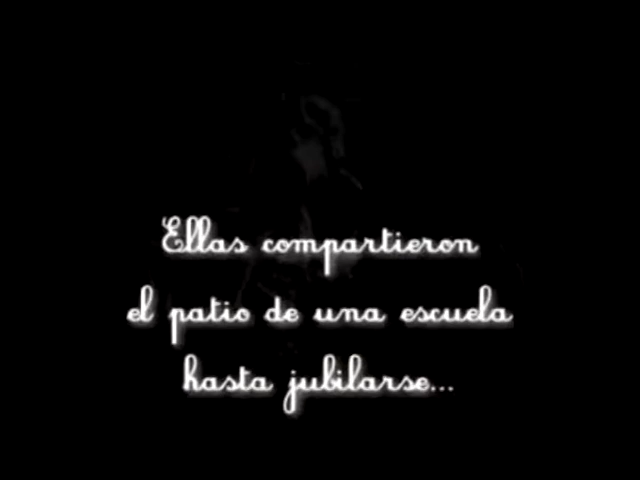 Ellas compartieron
el patio de una escuela
hasta jubilarse...